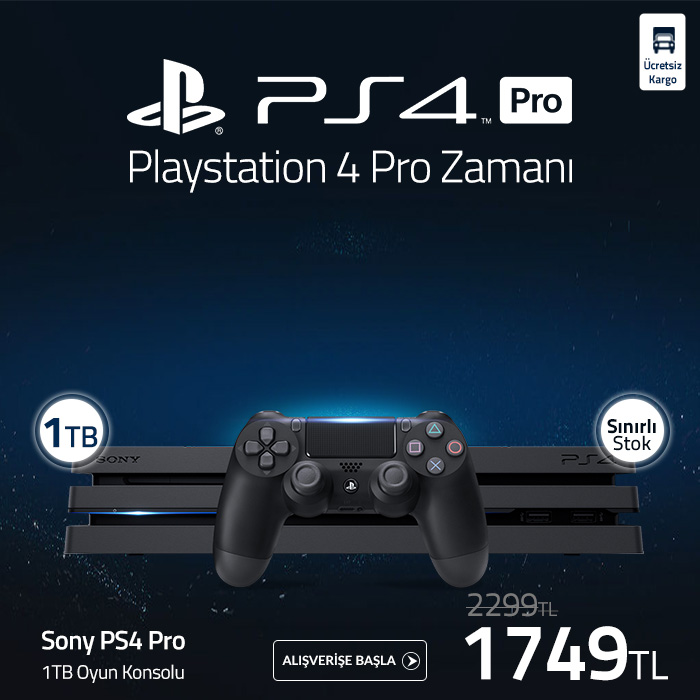 Ücretsiz
Kargo
PS4™ Pro
®
Playstation 4 Pro Zamanı
1TB
Sınırlı
Stok
SONY
PS4
2299TL
Sony PS4 Pro
1749TL
1TB Oyun Konsolu
ALIŞVERİŞE BAŞLA